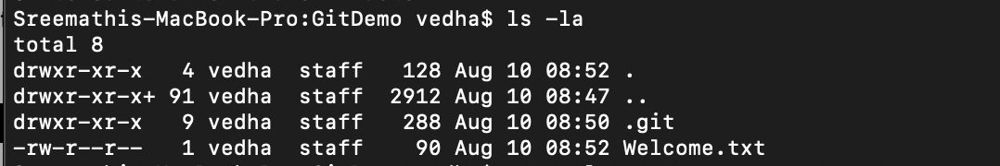 Sreemathis-MacBook-Pro:GitDemo vedha$ ls -la
total 8
drwxr-xr-x   4 vedha  staff   128 Aug 10 08:52 .
drwxr-xr-x+ 91 vedha  staff  2912 Aug 10 08:47 ..
drwxr-xr-x   9 vedha  staff   288 Aug 10 08:50 .git
-rw-r--r--   1 vedha  staff    90 Aug 10 08:52 Welcome.txt